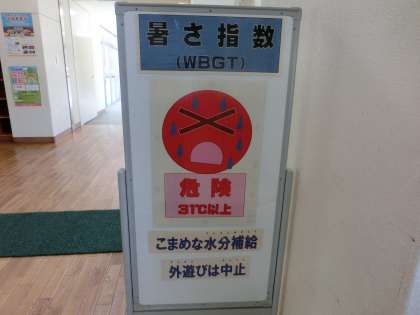 暑さ指数
(WBGT)
危険
31℃以上
こまめな水分補給
外遊びは中止